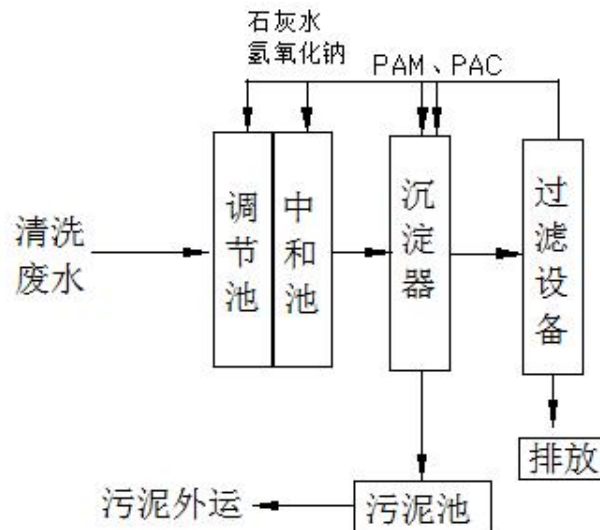 石灰水
氢氧化钠
PAM、PAC
清洗
废水
调节池
中和池
沉淀器
过滤设备
排放
污泥外运
污泥池